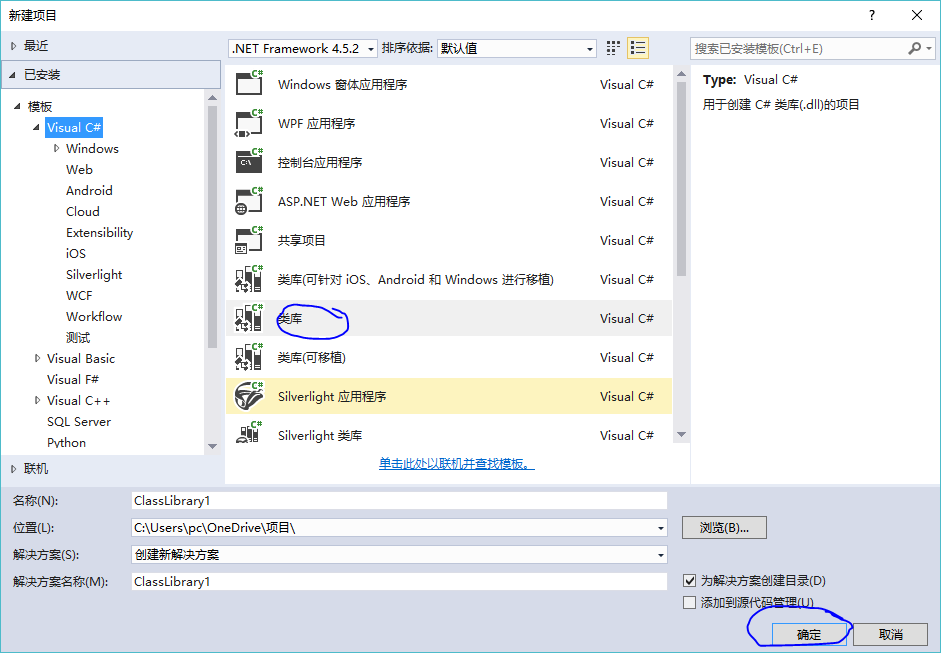 新建项目
? ×
最近
.NET Framework 4.5.2 排序依据: 默认值
搜索已安装模板(Ctrl+E)
已安装
模板
Visual C#
Windows
Web
Android
Cloud
Extensibility
iOS
Silverlight
WCF
Workflow
测试
Visual Basic
Visual F#
Visual C++
SQL Server
Python
联机
C# Windows 窗体应用程序 Visual C#
C# WPF 应用程序 Visual C#
C# C:\ 控制台应用程序 Visual C#
C# ASP.NET Web 应用程序 Visual C#
C# 共享项目 Visual C#
C# 类库(可针对 iOS、Android 和 Windows 进行移植) Visual C#
C# 类库 Visual C#
C# 类库(可移植) Visual C#
C# Silverlight 应用程序 Visual C#
C# Silverlight 类库 Visual C#
单击此处以联机并查找模板。
Type: Visual C#
用于创建 C# 类库(.dll)的项目
名称(N): ClassLibrary1
位置(L): C:\Users\pc\OneDrive\项目\ 浏览(B)...
解决方案(S): 创建新解决方案
解决方案名称(M): ClassLibrary1
为解决方案创建目录(D)
添加到源代码管理(U)
确定 取消